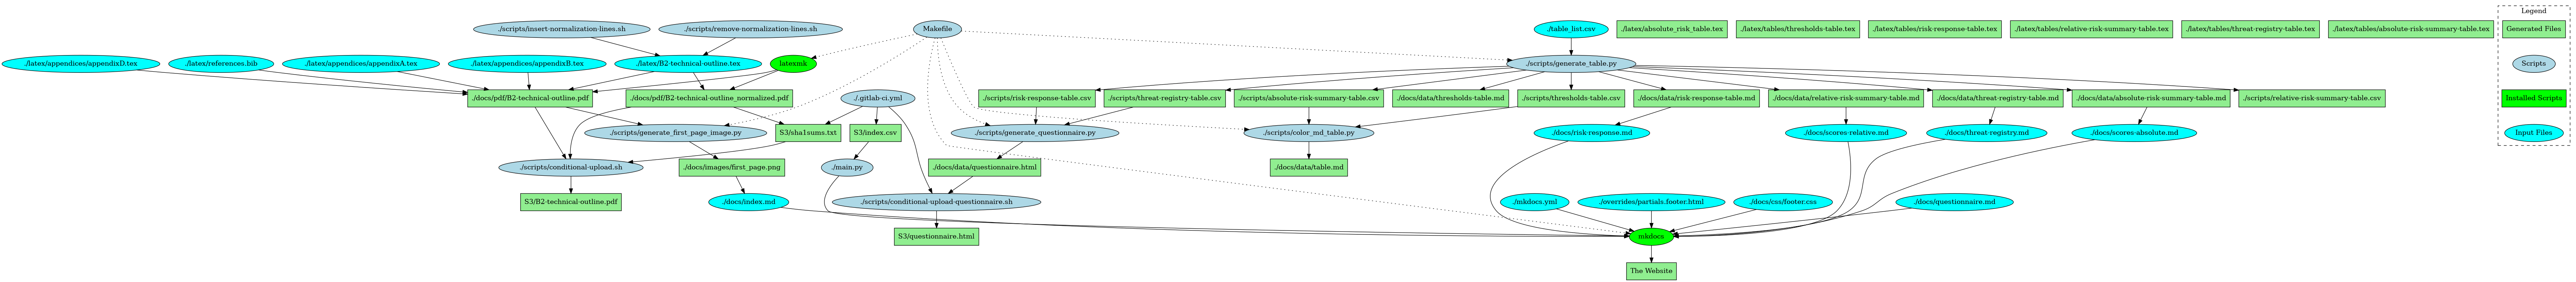 Legend
./scripts/insert-normalization-lines.sh
./scripts/remove-normalization-lines.sh
Makefile
./table_list.csv
./latex/absolute_risk_table.tex
./latex/tables/thresholds-table.tex
./latex/tables/risk-response-table.tex
./latex/tables/relative-risk-summary-table.tex
./latex/tables/threat-registry-table.tex
./latex/tables/absolute-risk-summary-table.tex
Generated Files
./latex/appendices/appendixD.tex
./latex/references.bib
./latex/appendices/appendixA.tex
./latex/appendices/appendixB.tex
./latex/B2-technical-outline.tex
latexmk
./scripts/generate_table.py
Scripts
./docs/pdf/B2-technical-outline.pdf
./docs/pdf/B2-technical-outline_normalized.pdf
./.gitlab-ci.yml
./scripts/risk-response-table.csv
./scripts/threat-registry-table.csv
./scripts/absolute-risk-summary-table.csv
./docs/data/thresholds-table.md
./scripts/thresholds-table.csv
./docs/data/risk-response-table.md
./docs/data/relative-risk-summary-table.md
./docs/data/threat-registry-table.md
./docs/data/absolute-risk-summary-table.md
./scripts/relative-risk-summary-table.csv
Installed Scripts
./scripts/generate_first_page_image.py
S3/sha1sums.txt
S3/index.csv
./scripts/generate_questionnaire.py
./scripts/color_md_table.py
./docs/risk-response.md
./docs/scores-relative.md
./docs/threat-registry.md
./docs/scores-absolute.md
Input Files
./scripts/conditional-upload.sh
./docs/images/first_page.png
./main.py
./docs/data/questionnaire.html
./docs/data/table.md
S3/B2-technical-outline.pdf
./docs/index.md
./scripts/conditional-upload-questionnaire.sh
./mkdocs.yml
./overrides/partials.footer.html
./docs/css/footer.css
./docs/questionnaire.md
S3/questionnaire.html
mkdocs
The Website